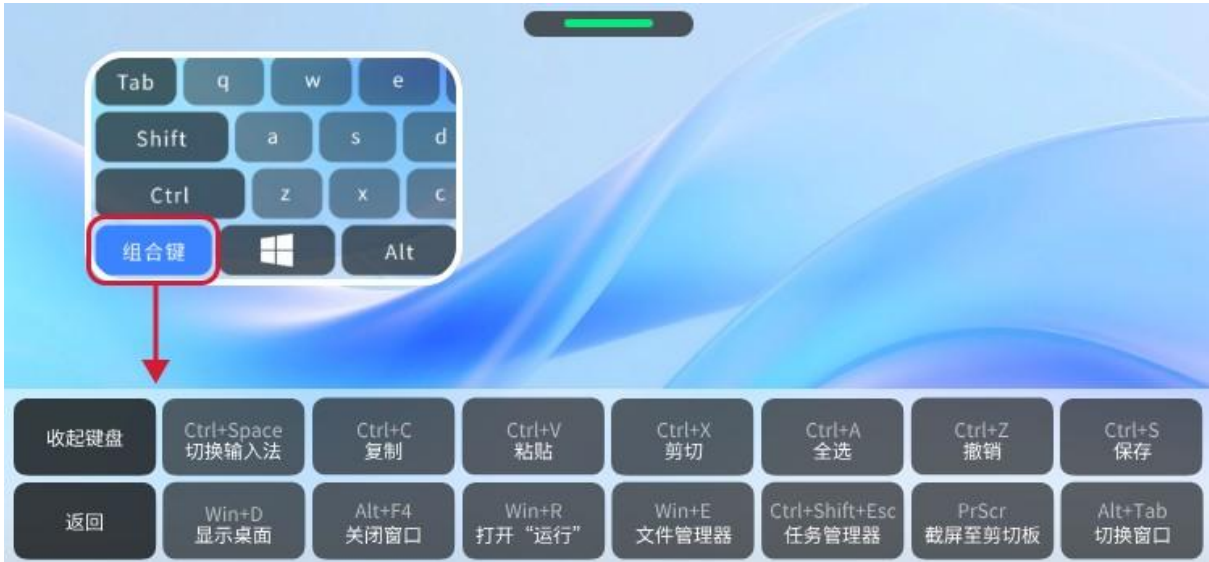 Tab q w e
Shift a s d
Ctrl z x c
组合键 Alt
收起键盘
Ctrl+Space
切换输入法
Ctrl+C
复制
Ctrl+V
粘贴
Ctrl+X
剪切
Ctrl+A
全选
Ctrl+Z
撤销
Ctrl+S
保存
返回
Win+D
显示桌面
Alt+F4
关闭窗口
Win+R
打开“运行”
Win+E
文件管理器
Ctrl+Shift+Esc
任务管理器
PrScr
截屏至剪切板
Alt+Tab
切换窗口